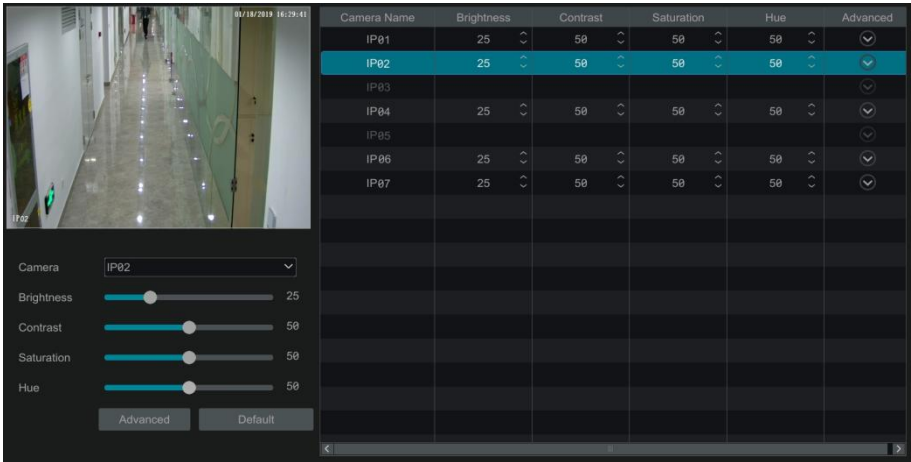 01/18/2019 16:29:41
IP02
Camera IP02
Brightness 25
Contrast 50
Saturation 50
Hue 50
Advanced Default
Camera Name Brightness Contrast Saturation Hue Advanced
IP01 25 50 50 50
IP02 25 50 50 50
IP03
IP04 25 50 50 50
IP05
IP06 25 50 50 50
IP07 25 50 50 50